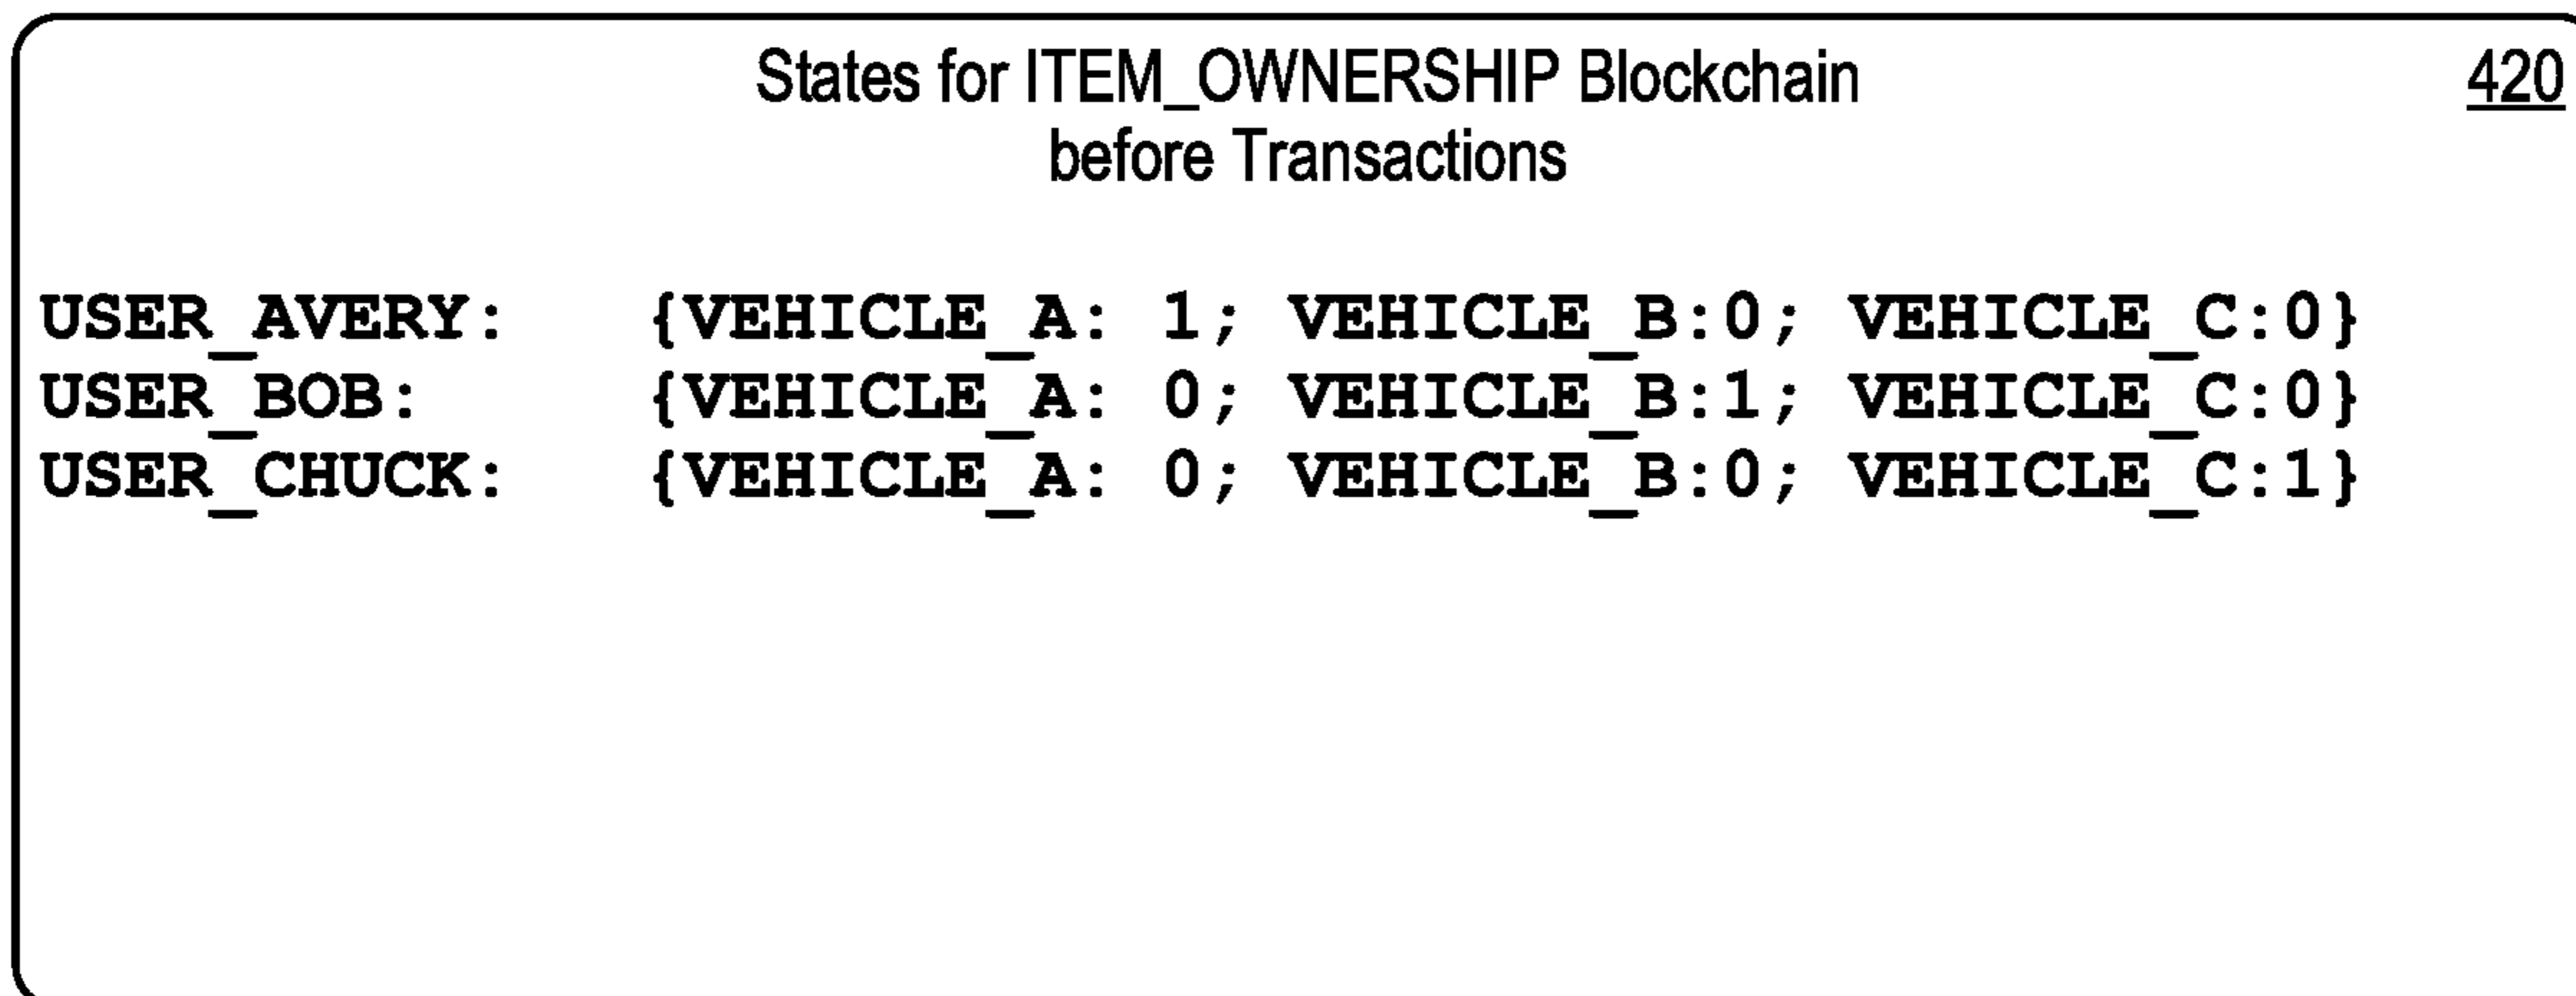 States for ITEM_OWNERSHIP Blockchain 420
before Transactions
USER_AVERY: {VEHICLE_A: 1; VEHICLE_B:0; VEHICLE_C:0}
USER_BOB: {VEHICLE_A: 0; VEHICLE_B:1; VEHICLE_C:0}
USER_CHUCK: {VEHICLE_A: 0; VEHICLE_B:0; VEHICLE_C:1}